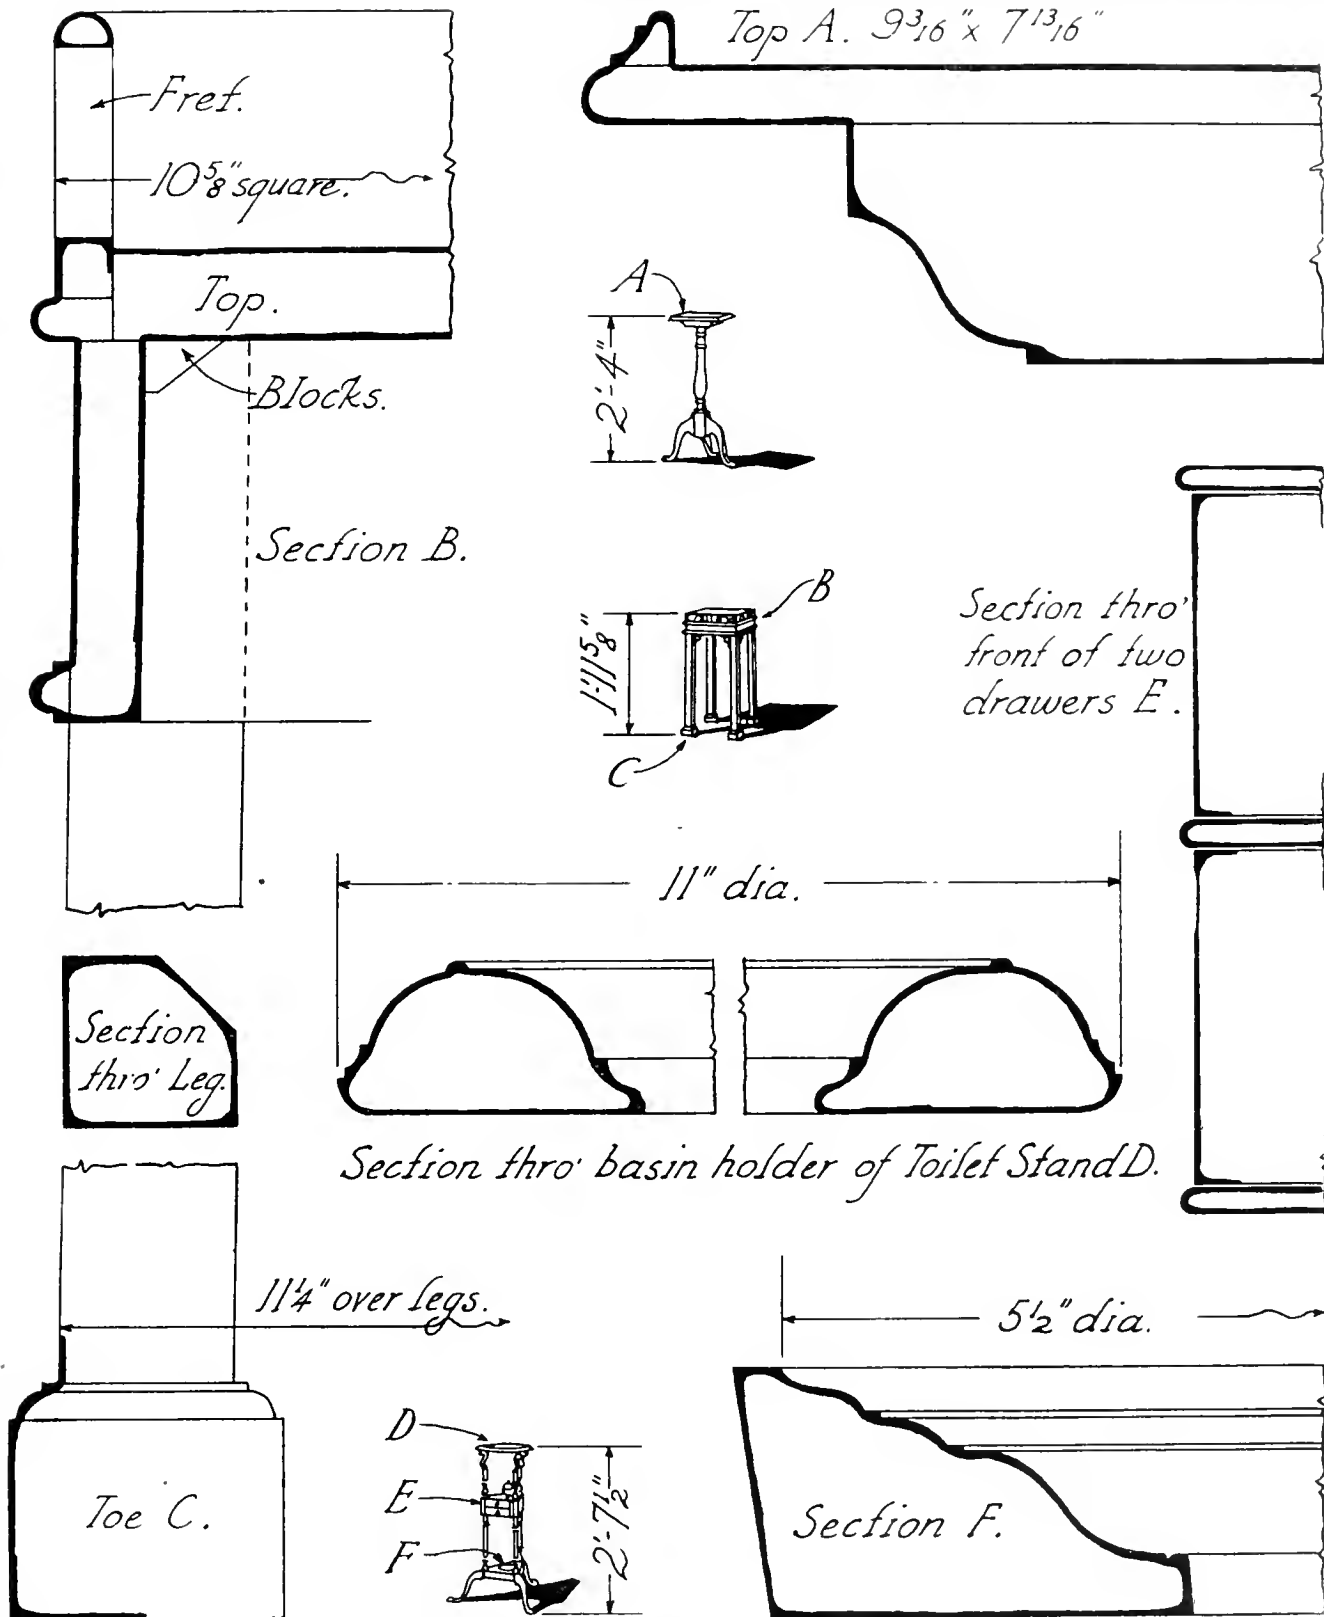 Top A. 9 3/16" x 7 13/16"
Fret.
10 5/8" square.
Top.
Blocks.
A
2'-4"
Section B.
B
1'-11 5/8"
C
Section thro'
front of two
drawers E.
11" dia.
Section
thro' Leg.
Section thro' basin holder of Toilet Stand D.
11 1/4" over legs.
5 1/2" dia.
Toe C.
D
E
F
2'-7 1/2"
Section F.